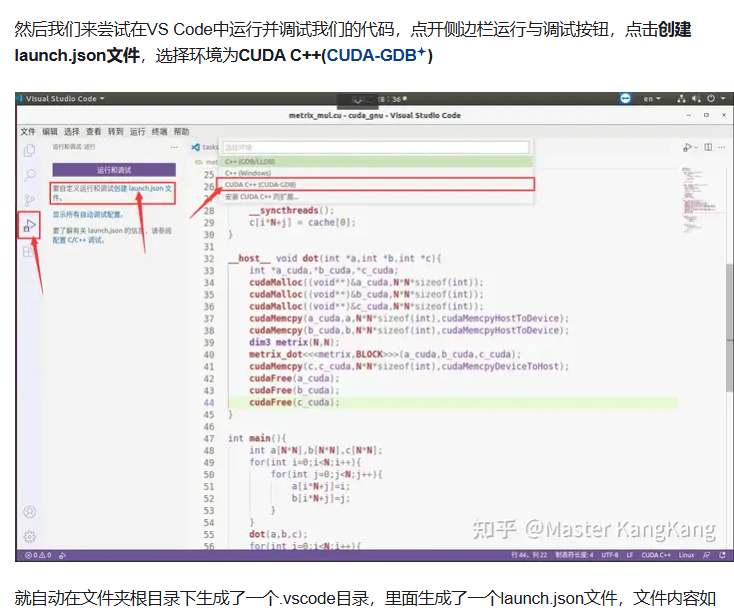 然后我们来尝试在VS Code中运行并调试我们的代码，点开侧边栏运行与调试按钮，点击创建
launch.json文件，选择环境为CUDA C++(CUDA-GDB✦)
Visual Studio Code ▾
8：36
en ▾
metrix_mul.cu - cuda_gnu - Visual Studio Code
文件 编辑 选择 查看 转到 运行 终端 帮助
运行和调试: 运行
运行和调试
要自定义运行和调试创建 launch.json 文
件。
显示所有自动调试配置。
要了解有关 launch.json 的信息，请参阅
配置 C/C++ 调试。
tasks
选择环境
C++ (GDB/LLDB)
C++ (Windows)
CUDA C++ (CUDA-GDB)
安装 CUDA C++ 的扩展...
25
26
28 __syncthreads();
29 c[i*N+j] = cache[0];
30 }
31
32 __host__ void dot(int *a,int *b,int *c){
33 int *a_cuda,*b_cuda,*c_cuda;
34 cudaMalloc((void**)&a_cuda,N*N*sizeof(int));
35 cudaMalloc((void**)&b_cuda,N*N*sizeof(int));
36 cudaMalloc((void**)&c_cuda,N*N*sizeof(int));
37 cudaMemcpy(a_cuda,a,N*N*sizeof(int),cudaMemcpyHostToDevice);
38 cudaMemcpy(b_cuda,b,N*N*sizeof(int),cudaMemcpyHostToDevice);
39 dim3 metrix(N,N);
40 metrix_dot<<<metrix,BLOCK>>>(a_cuda,b_cuda,c_cuda);
41 cudaMemcpy(c,c_cuda,N*N*sizeof(int),cudaMemcpyDeviceToHost);
42 cudaFree(a_cuda);
43 cudaFree(b_cuda);
44 cudaFree(c_cuda);
45 }
46
47 int main(){
48 int a[N*N],b[N*N],c[N*N];
49 for(int i=0;i<N;i++){
50 for(int j=0;j<N;j++){
51 a[i*N+j]=i;
52 b[i*N+j]=j;
53 }
54 }
55 dot(a,b,c);
56 for(int i=0;i<N;i++){
知乎 @Master KangKang
0 0
行 44，列 22 制表符长度: 4 UTF-8 LF CUDA C++ Linux
就自动在文件夹根目录下生成了一个.vscode目录，里面生成了一个launch.json文件，文件内容如